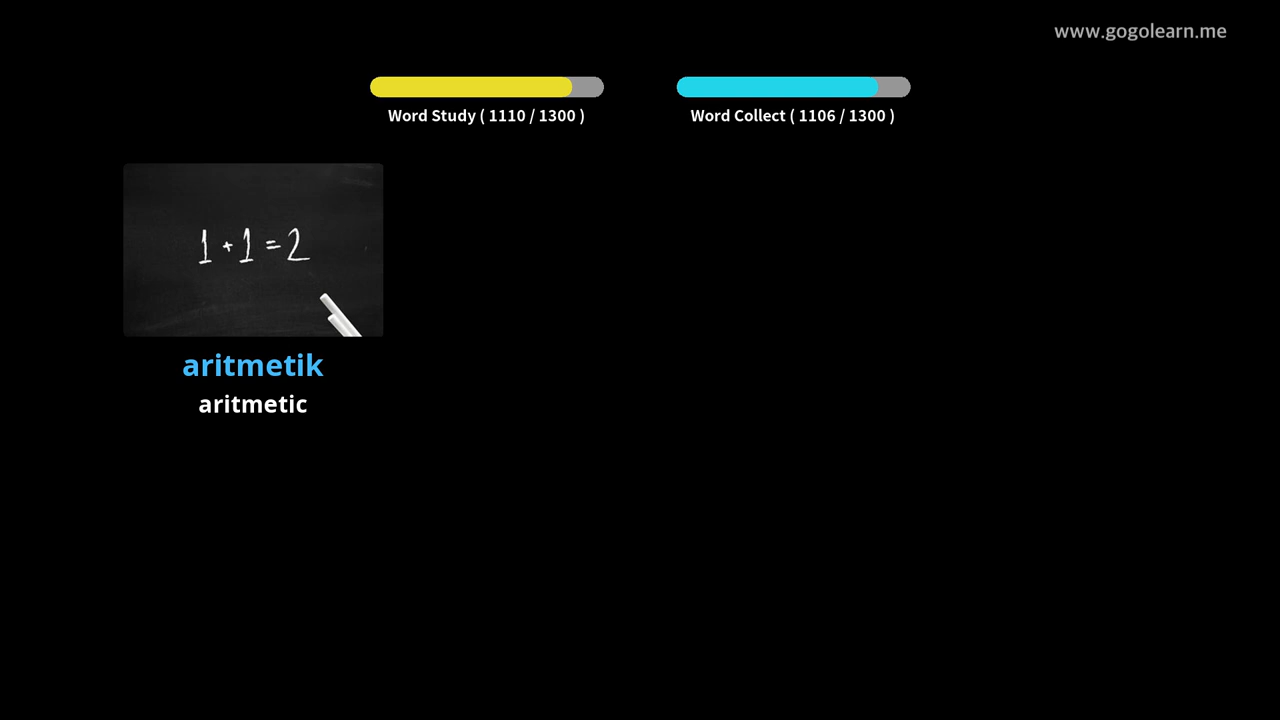 www.gogolearn.me
Word Study ( 1110 / 1300 )
Word Collect ( 1106 / 1300 )
1 + 1 = 2
aritmetik
aritmetic